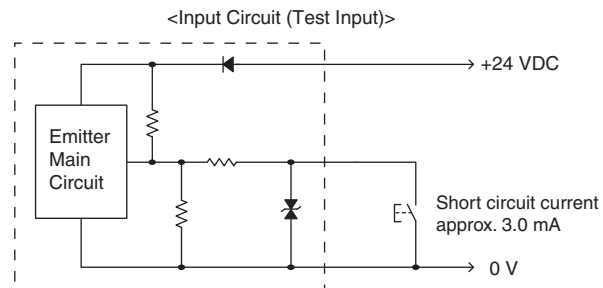 <Input Circuit (Test Input)>
+24 VDC
Emitter
Main
Circuit
Short circuit current
approx. 3.0 mA
0 V